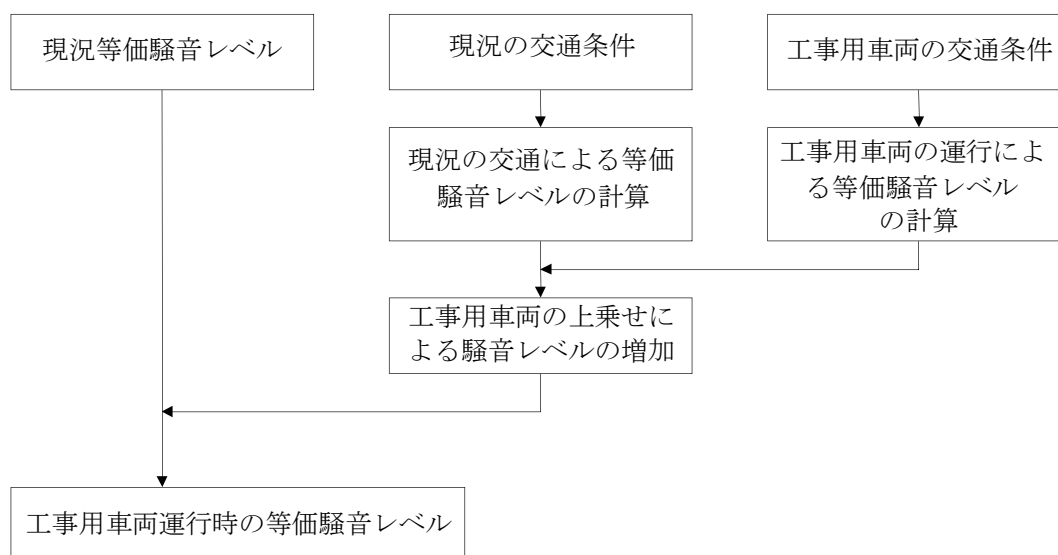 現況等価騒音レベル
現況の交通条件
工事用車両の交通条件
現況の交通による等価
騒音レベルの計算
工事用車両の運行によ
る等価騒音レベル
の計算
工事用車両の上乗せに
よる騒音レベルの増加
工事用車両運行時の等価騒音レベル